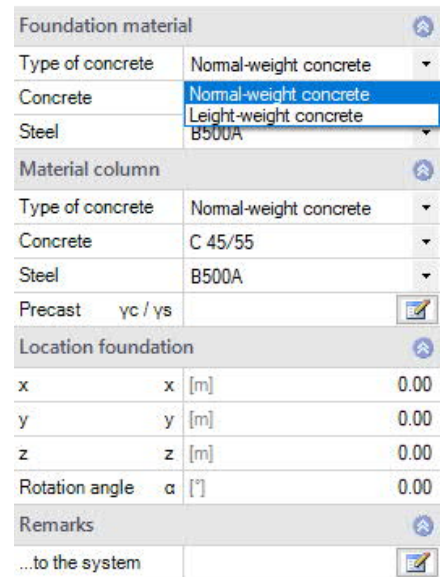 Foundation material
Type of concrete Normal-weight concrete
Concrete Normal-weight concrete
Leight-weight concrete
Steel B500A
Material column
Type of concrete Normal-weight concrete
Concrete C 45/55
Steel B500A
Precast γc / γs
Location foundation
x x [m] 0.00
y y [m] 0.00
z z [m] 0.00
Rotation angle α [°] 0.00
Remarks
...to the system